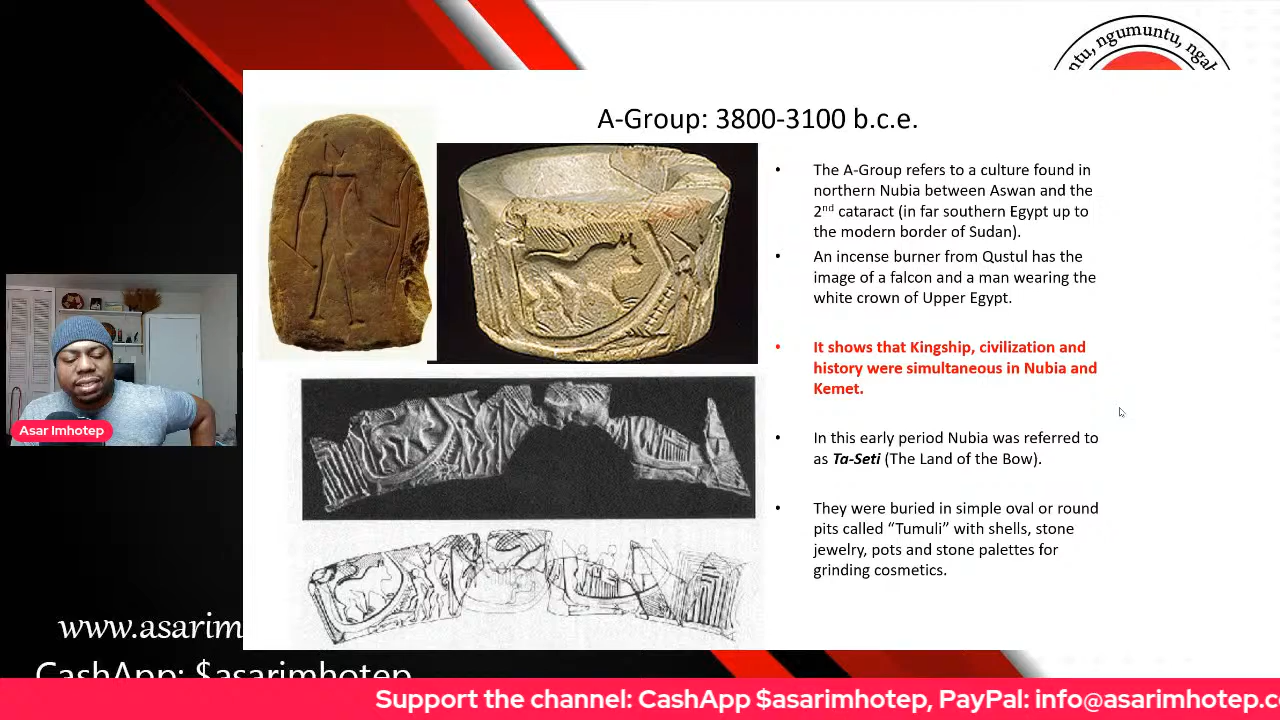 ntu, ngumuntu, ngab
A-Group: 3800-3100 b.c.e.
• The A-Group refers to a culture found in
northern Nubia between Aswan and the
2nd cataract (in far southern Egypt up to
the modern border of Sudan).
• An incense burner from Qustul has the
image of a falcon and a man wearing the
white crown of Upper Egypt.
• It shows that Kingship, civilization and
history were simultaneous in Nubia and
Kemet.
• In this early period Nubia was referred to
as Ta-Seti (The Land of the Bow).
• They were buried in simple oval or round
pits called “Tumuli” with shells, stone
jewelry, pots and stone palettes for
grinding cosmetics.
Asar Imhotep
www.asarim
CashApp: $asarimhotep
Support the channel: CashApp $asarimhotep, PayPal: info@asarimhotep.c